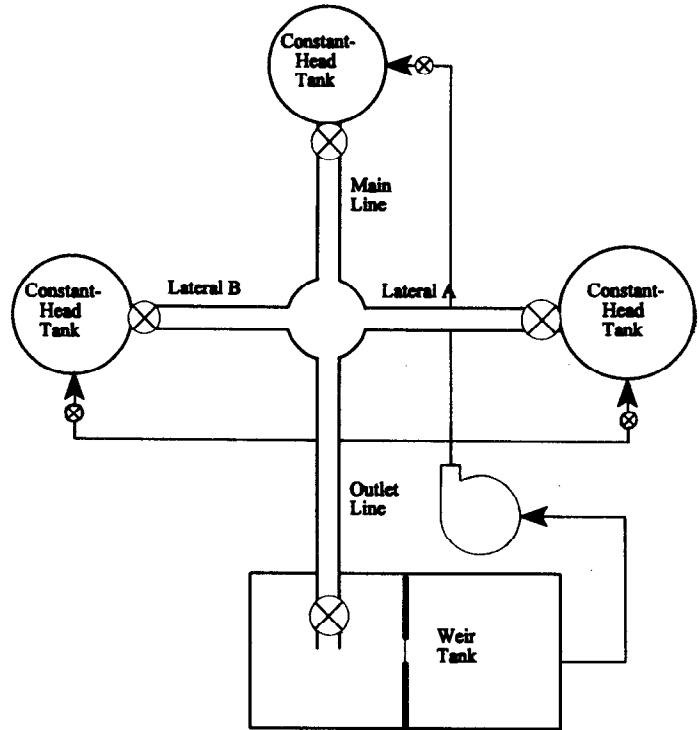 Constant-
Head
Tank
Main
Line
Lateral B
Lateral A
Constant-
Head
Tank
Constant-
Head
Tank
Outlet
Line
Weir
Tank